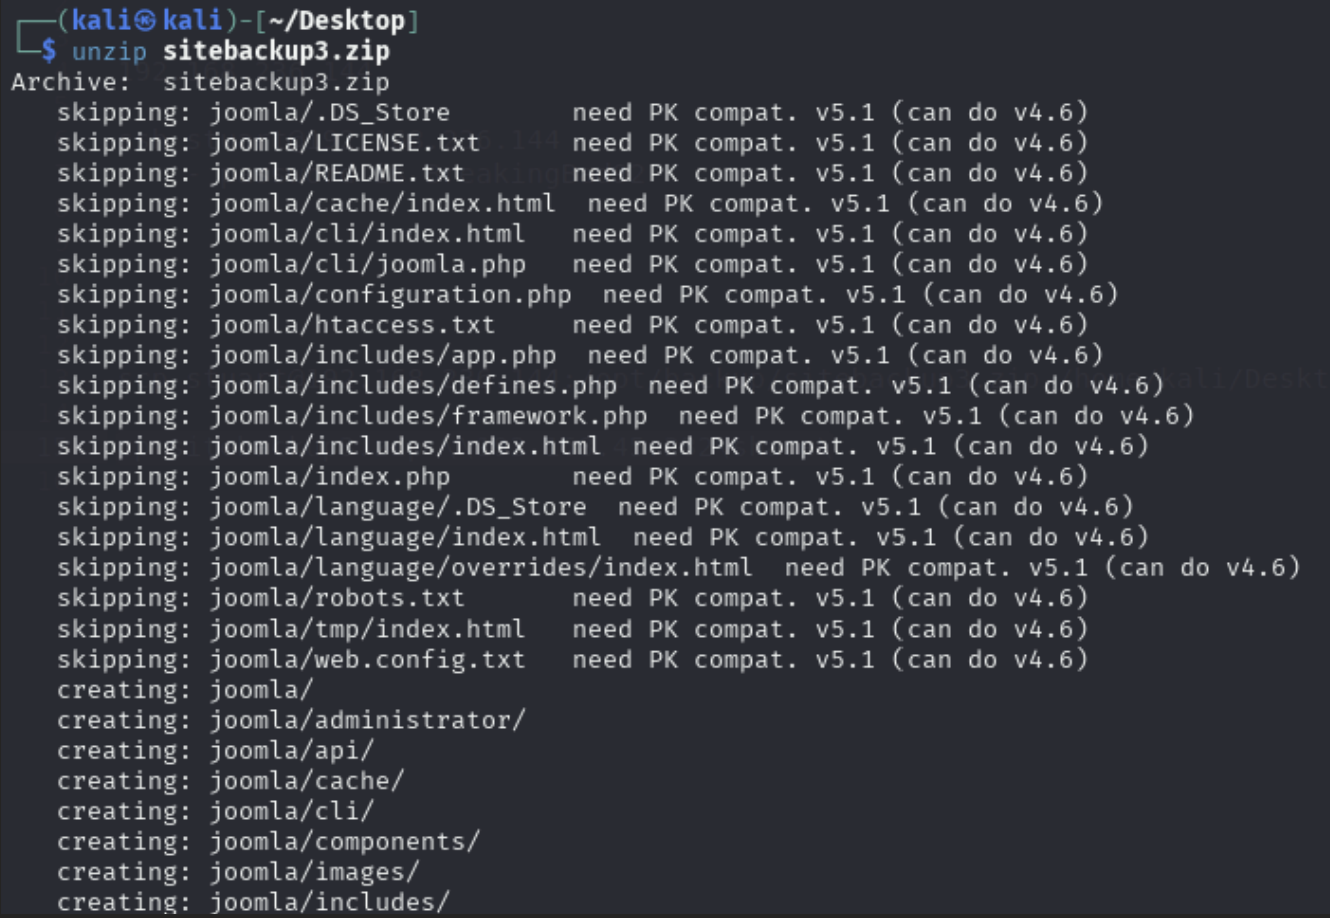 (kali㉿kali)-[~/Desktop]
$ unzip sitebackup3.zip
Archive:  sitebackup3.zip
   skipping: joomla/.DS_Store        need PK compat. v5.1 (can do v4.6)
   skipping: joomla/LICENSE.txt      need PK compat. v5.1 (can do v4.6)
   skipping: joomla/README.txt       need PK compat. v5.1 (can do v4.6)
   skipping: joomla/cache/index.html  need PK compat. v5.1 (can do v4.6)
   skipping: joomla/cli/index.html   need PK compat. v5.1 (can do v4.6)
   skipping: joomla/cli/joomla.php   need PK compat. v5.1 (can do v4.6)
   skipping: joomla/configuration.php  need PK compat. v5.1 (can do v4.6)
   skipping: joomla/htaccess.txt     need PK compat. v5.1 (can do v4.6)
   skipping: joomla/includes/app.php  need PK compat. v5.1 (can do v4.6)
   skipping: joomla/includes/defines.php  need PK compat. v5.1 (can do v4.6)
   skipping: joomla/includes/framework.php  need PK compat. v5.1 (can do v4.6)
   skipping: joomla/includes/index.html  need PK compat. v5.1 (can do v4.6)
   skipping: joomla/index.php        need PK compat. v5.1 (can do v4.6)
   skipping: joomla/language/.DS_Store  need PK compat. v5.1 (can do v4.6)
   skipping: joomla/language/index.html  need PK compat. v5.1 (can do v4.6)
   skipping: joomla/language/overrides/index.html  need PK compat. v5.1 (can do v4.6)
   skipping: joomla/robots.txt       need PK compat. v5.1 (can do v4.6)
   skipping: joomla/tmp/index.html   need PK compat. v5.1 (can do v4.6)
   skipping: joomla/web.config.txt   need PK compat. v5.1 (can do v4.6)
   creating: joomla/
   creating: joomla/administrator/
   creating: joomla/api/
   creating: joomla/cache/
   creating: joomla/cli/
   creating: joomla/components/
   creating: joomla/images/
   creating: joomla/includes/